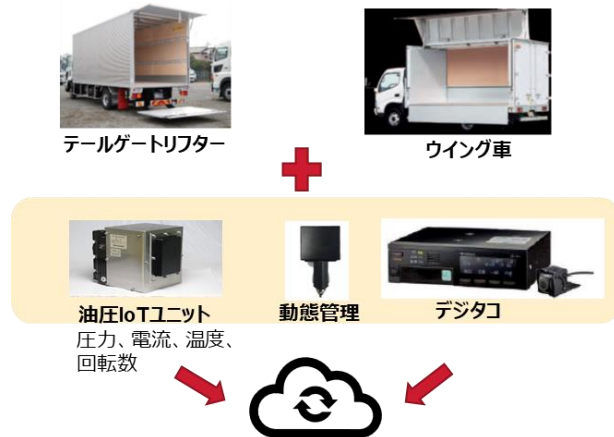 テールゲートリフター
ウイング車
油圧IoTユニット
動態管理
デジタコ
圧力、電流、温度、
回転数